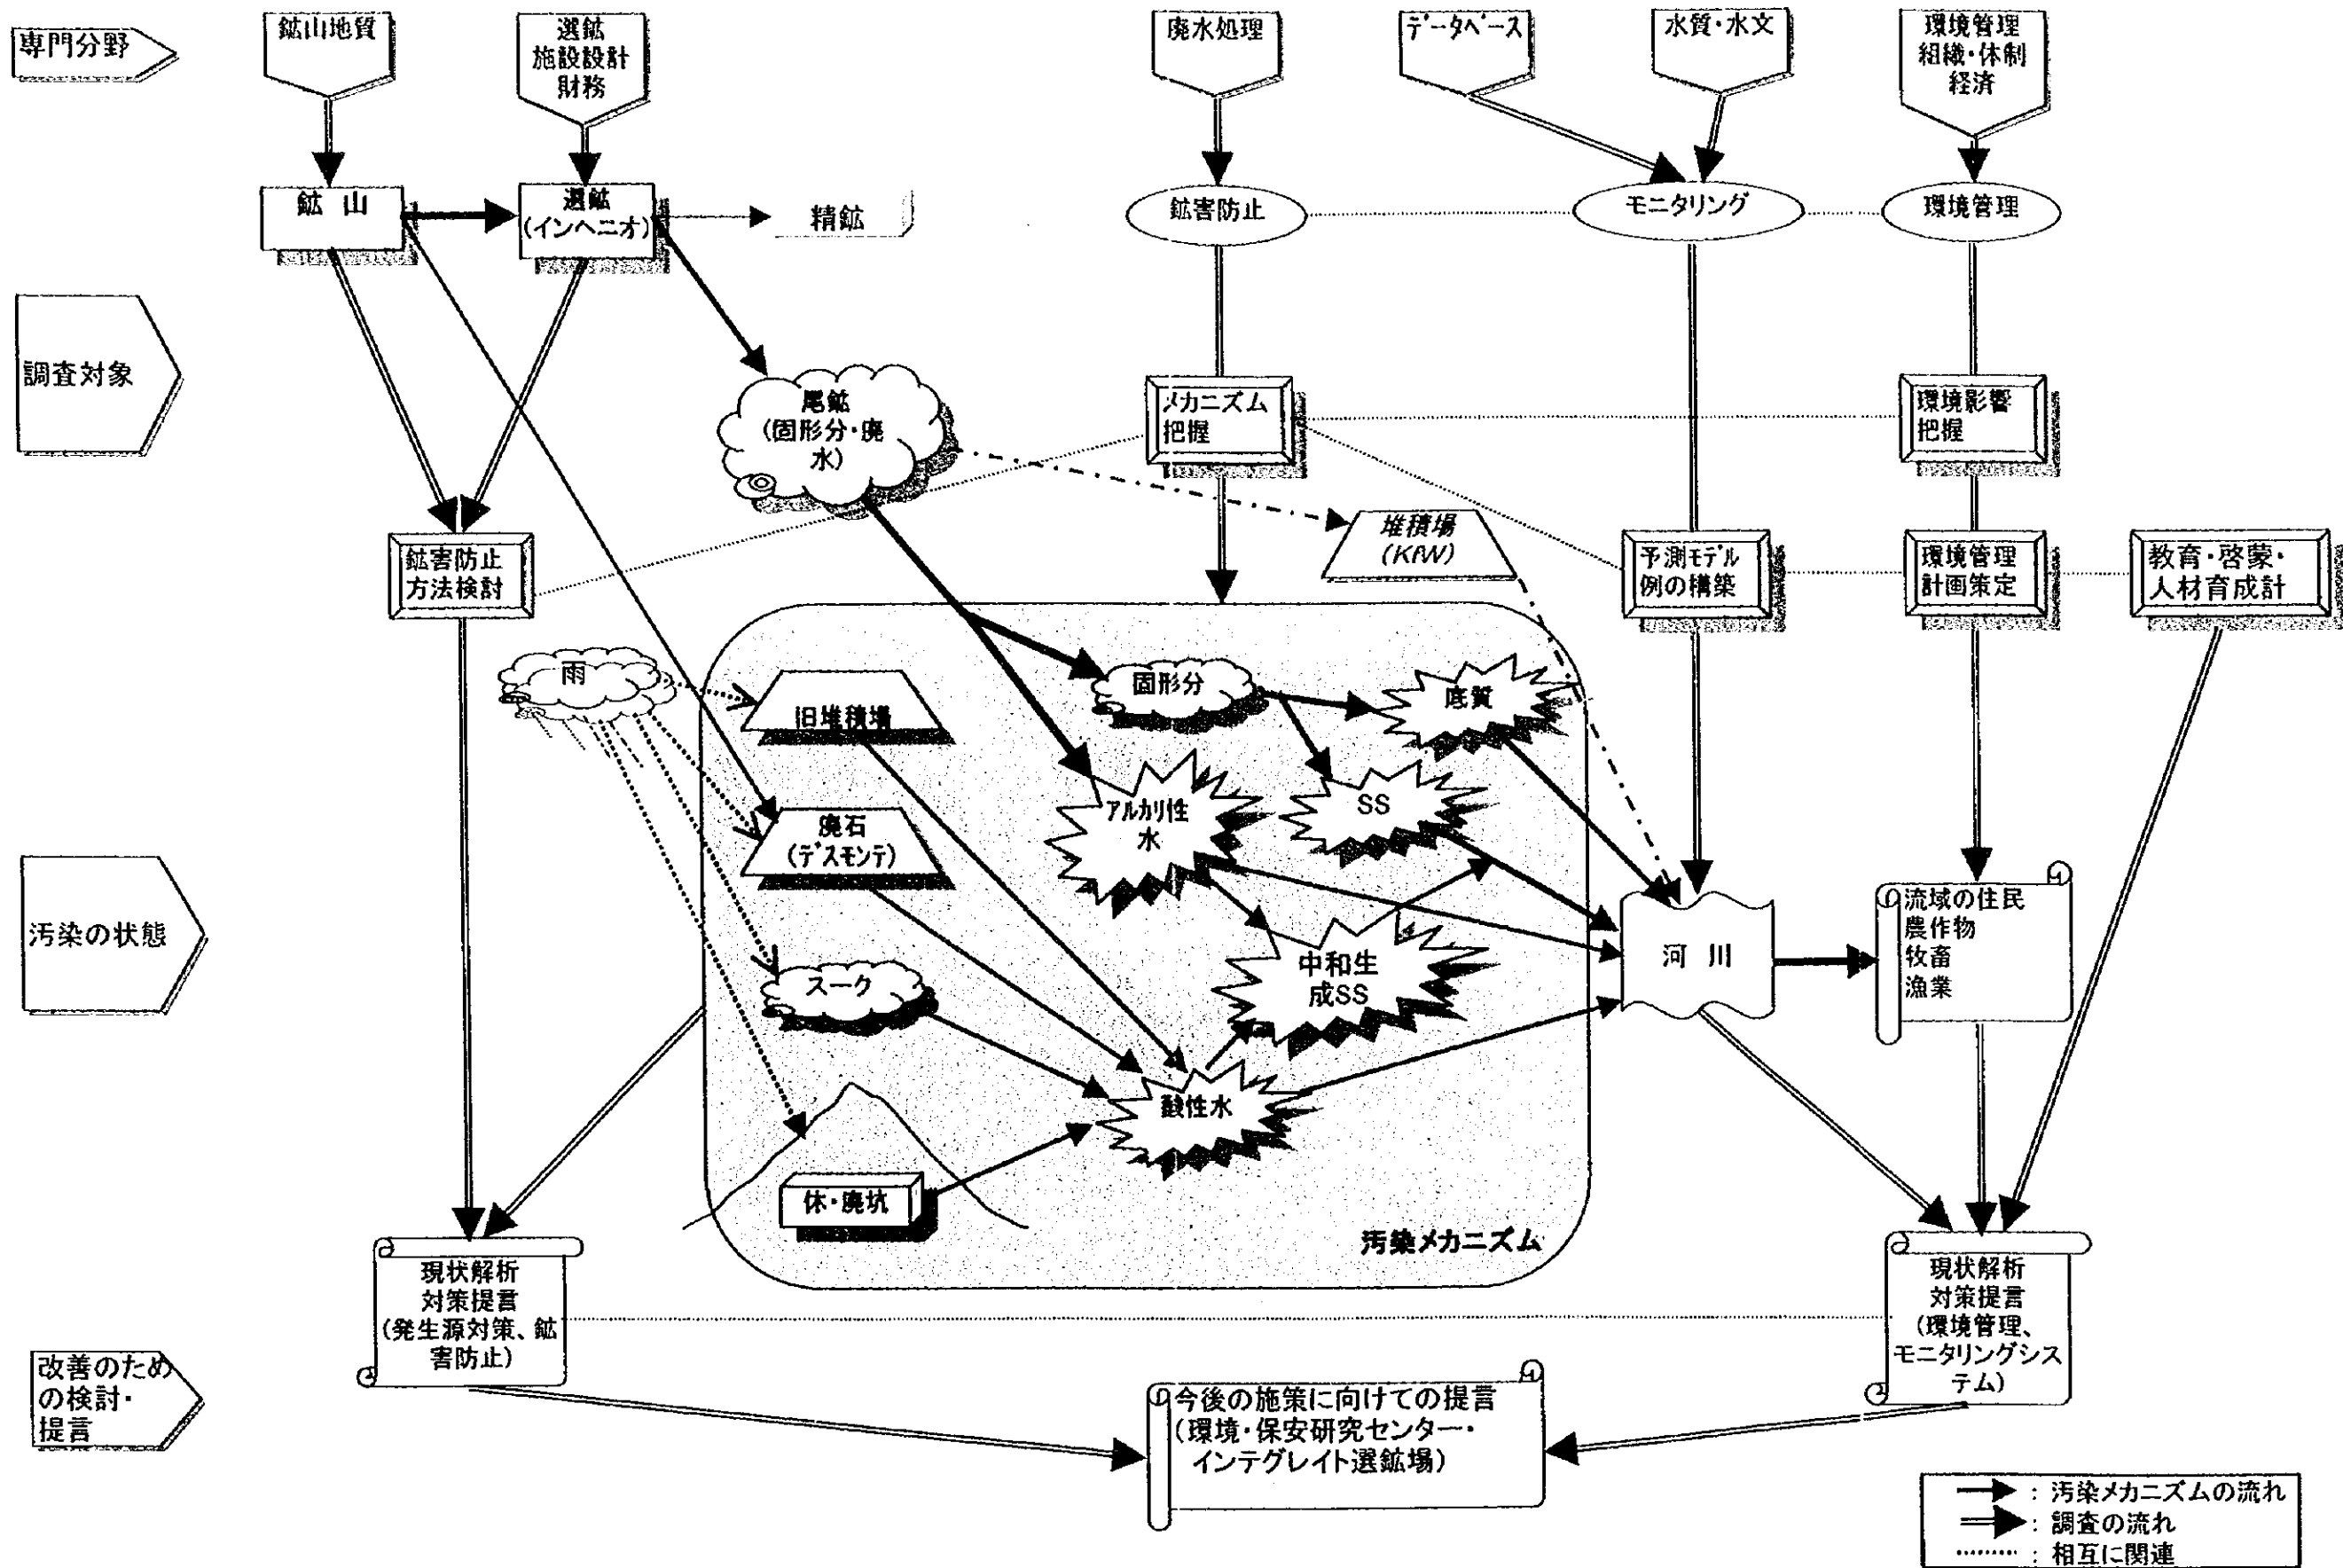 専門分野
鉱山地質
選鉱
施設設計
財務
廃水処理
データベース
水質・水文
環境管理
組織・体制
経済
鉱 山
選鉱
(インヘニオ)
精鉱
鉱害防止
モニタリング
環境管理
調査対象
尾鉱
(固形分・廃
水)
メカニズム
把握
環境影響
把握
鉱害防止
方法検討
堆積場
(KfW)
予測モデル
例の構築
環境管理
計画策定
教育・啓蒙・
人材育成計
雨
旧堆積場
固形分
底質
廃石
(デスモンテ)
アルカリ性
水
SS
汚染の状態
スーク
中和生
成SS
河 川
流域の住民
農作物
牧畜
漁業
酸性水
休・廃坑
汚染メカニズム
現状解析
対策提言
(発生源対策、鉱
害防止)
現状解析
対策提言
(環境管理、
モニタリングシス
テム)
改善のため
の検討・
提言
今後の施策に向けての提言
(環境・保安研究センター・
インテグレイト選鉱場)
: 汚染メカニズムの流れ
: 調査の流れ
: 相互に関連